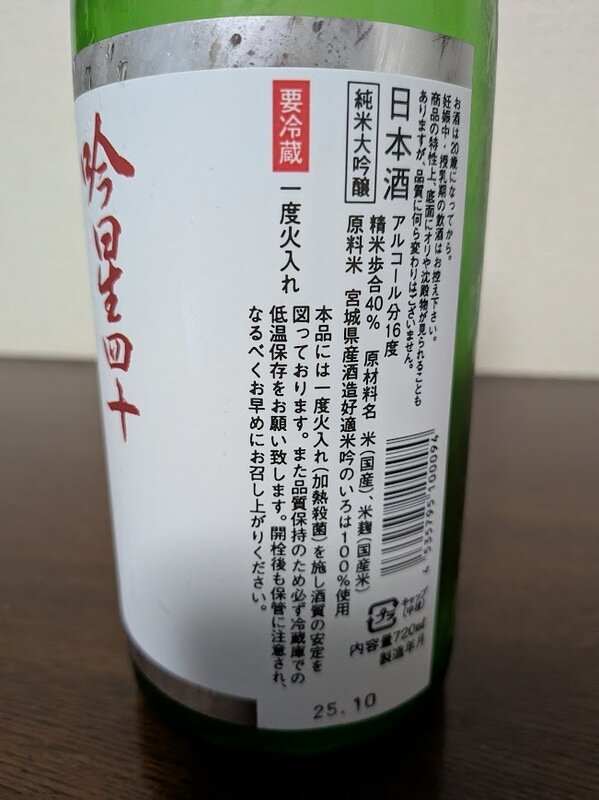 お酒は20歳になってから。
妊娠中・授乳期の飲酒はお控え下さい。
商品の特性上、底面にオリや沈殿物が見られることも
ありますが、品質に何ら変わりはございません。
日本酒
アルコール分16度
純米大吟醸
精米歩合40%
原材料名 米(国産)、米麹(国産米)
原料米 宮城県産酒造好適米吟のいろは100%使用
要冷蔵
一度火入れ
本品には一度火入れ(加熱殺菌)を施し酒質の安定を
図っております。また品質保持のため必ず冷蔵庫での
低温保存をお願い致します。開栓後も保管に注意され、
なるべくお早めにお召し上がりください。
吟星四十
4 535795 100094
キャップ
(中栓)
プラ
内容量720ml
製造年月
25.10